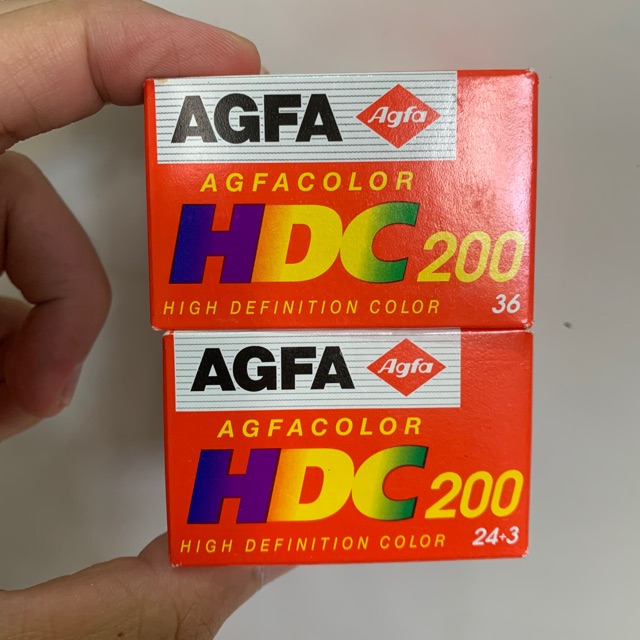 AGFA Agfa
AGFACOLOR
HDC 200
HIGH DEFINITION COLOR 36
AGFA Agfa
AGFACOLOR
HDC 200
HIGH DEFINITION COLOR 24+3